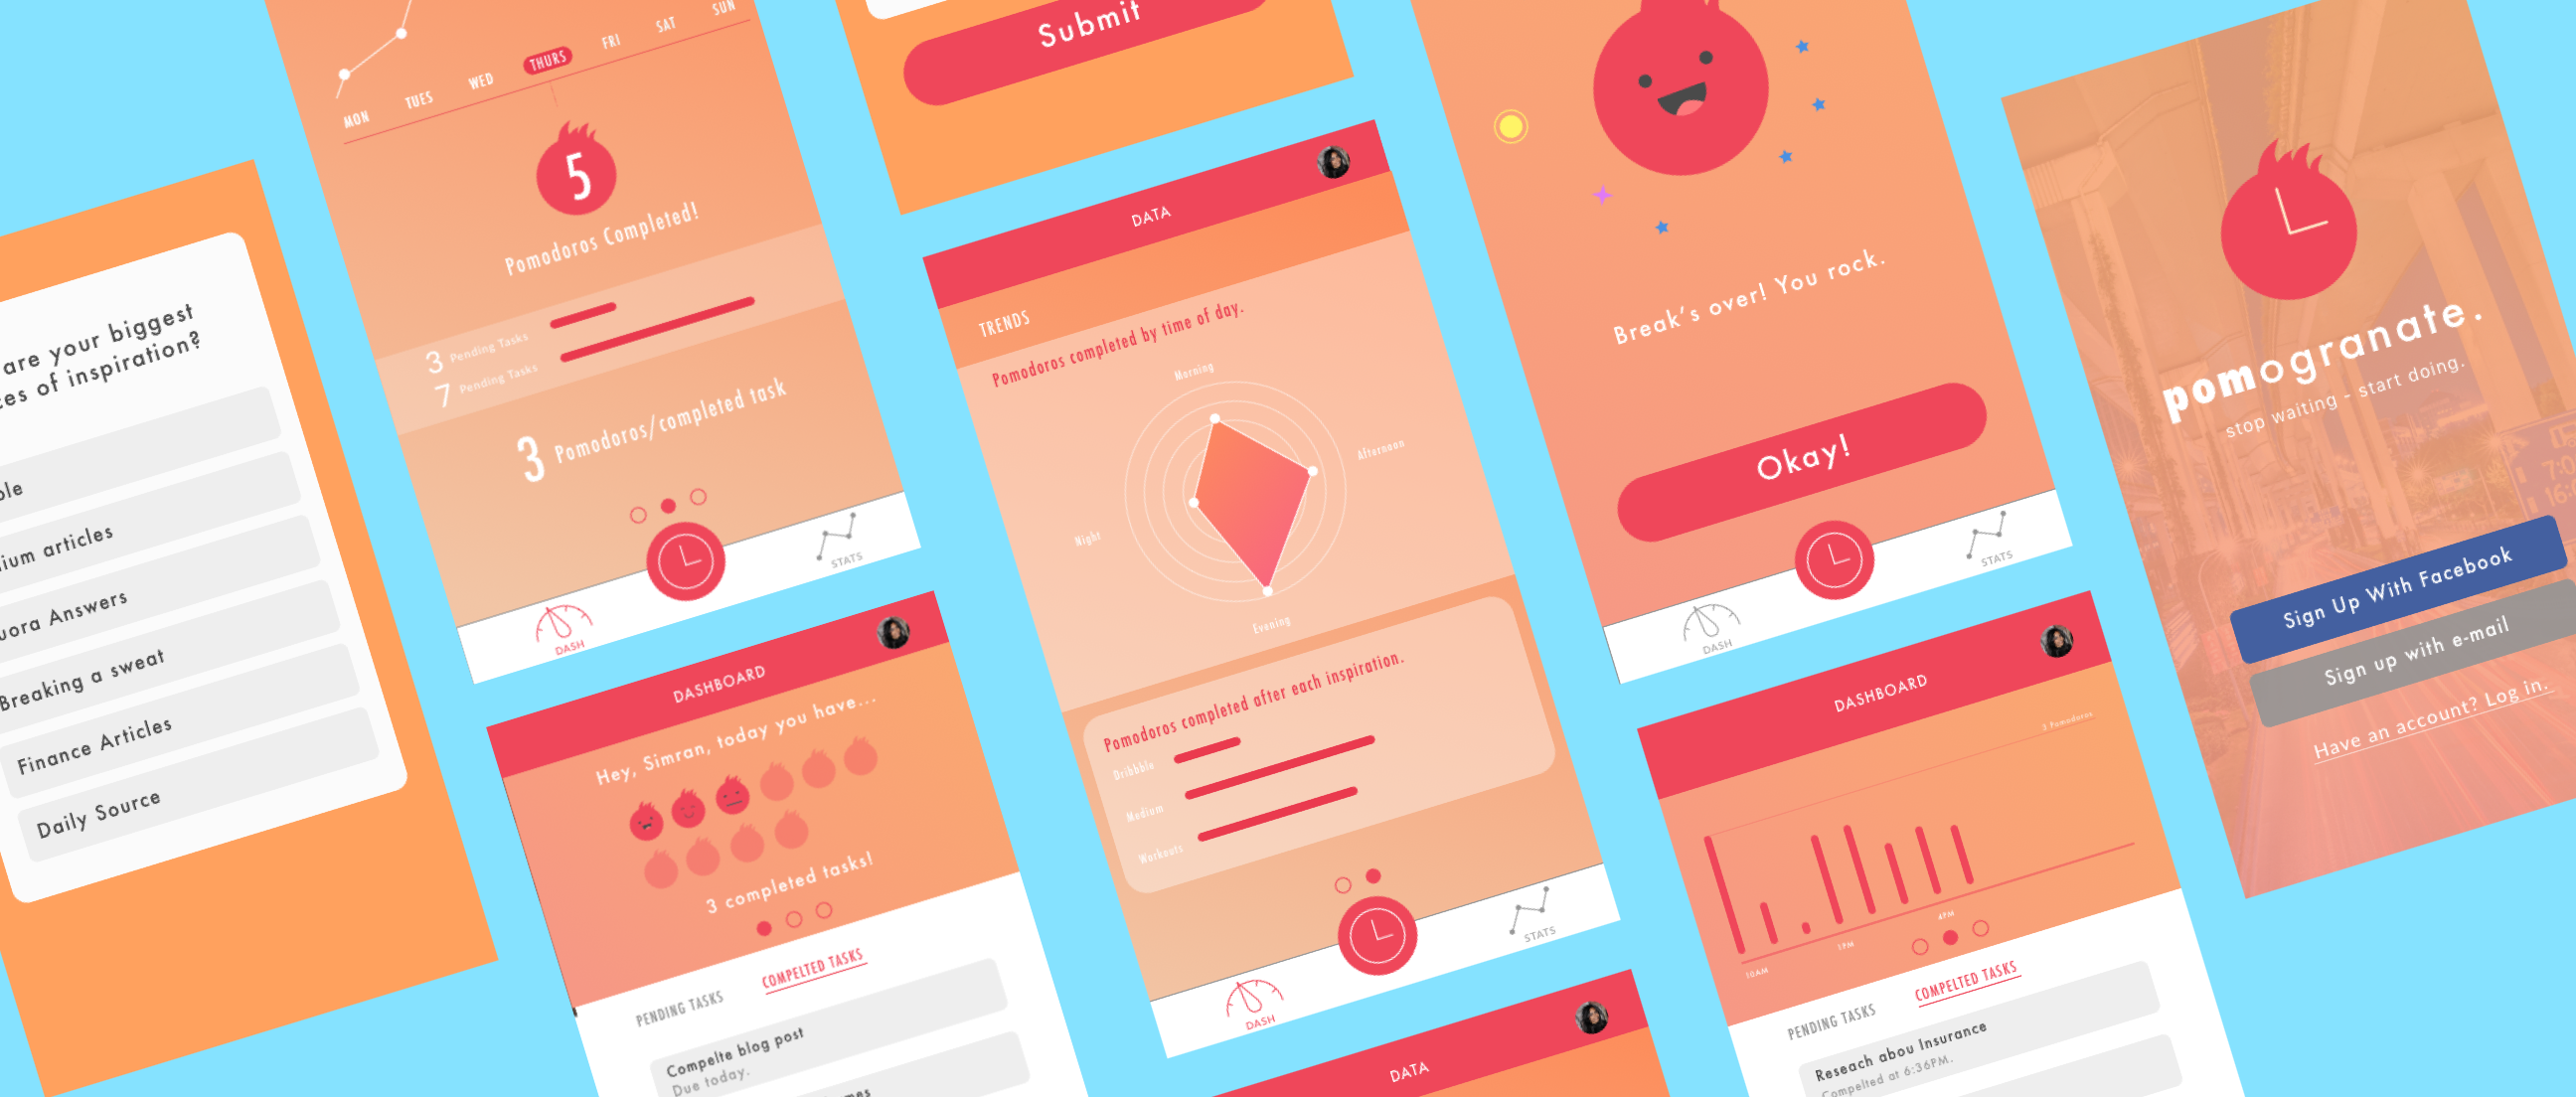 are your biggest
of inspiration?
articles
Answers
Breaking a sweat
Finance Articles
Daily Source
MON
TUES
WED
THURS
FRI
SAT
SUN
5
Pomodoros Completed!
3 Pending Tasks
7 Pending Tasks
3 Pomodoros/completed task
DASH
STATS
DASHBOARD
Hey, Simran, today you have...
3 completed tasks!
PENDING TASKS
COMPELTED TASKS
Compelte blog post
Due today.
Submit
DATA
TRENDS
Pomodoros completed by time of day.
Morning
Afternoon
Night
Evening
Pomodoros completed after each inspiration.
Dribbble
Medium
Workouts
DASH
STATS
DATA
Break's over! You rock.
Okay!
DASH
STATS
DASHBOARD
3 Pomodoros
10AM
1PM
4PM
PENDING TASKS
COMPELTED TASKS
Reseach abou Insurance
Compelted at 6:36PM.
pomogranate.
stop waiting - start doing.
Sign Up With Facebook
Sign up with e-mail
Have an account? Log in.